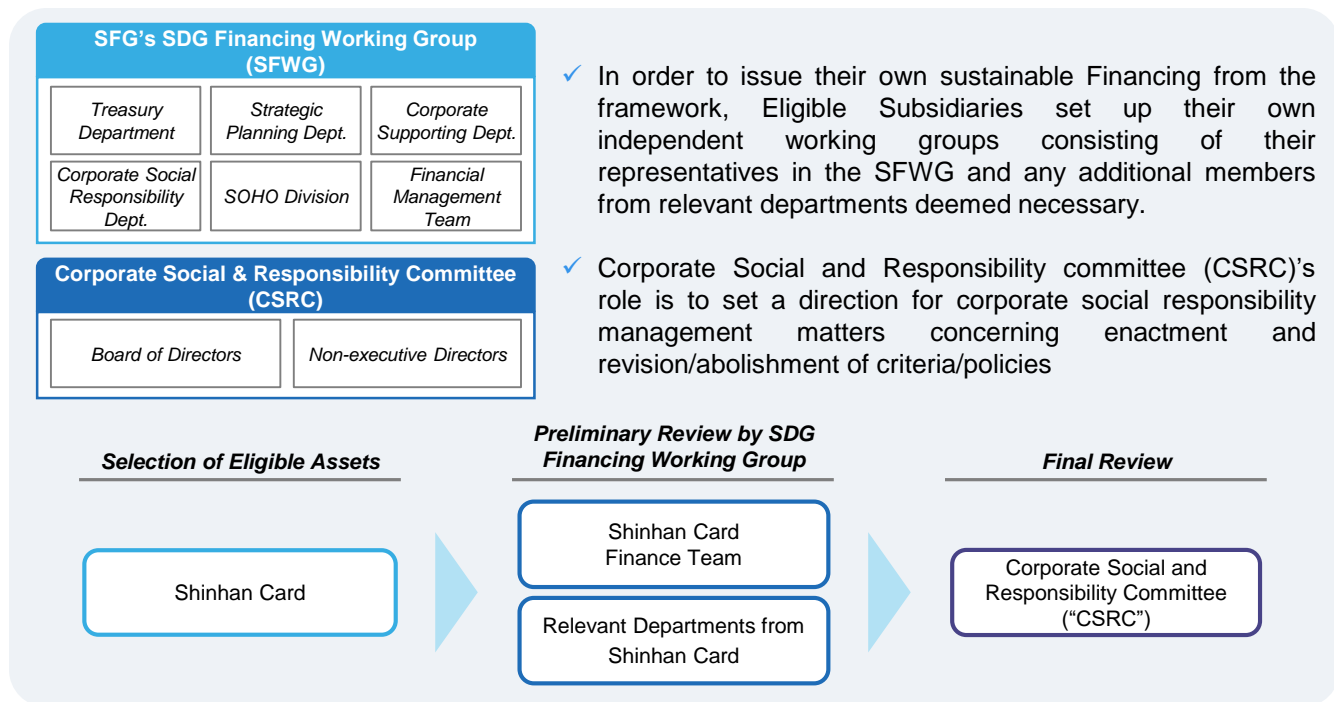 SFG's SDG Financing Working Group
(SFWG)
Treasury
Department
Strategic
Planning Dept.
Corporate
Supporting Dept.
Corporate Social
Responsibility
Dept.
SOHO Division
Financial
Management
Team
✓ In order to issue their own sustainable Financing from the
framework, Eligible Subsidiaries set up their own
independent working groups consisting of their
representatives in the SFWG and any additional members
from relevant departments deemed necessary.
Corporate Social & Responsibility Committee
(CSRC)
Board of Directors
Non-executive Directors
✓ Corporate Social and Responsibility committee (CSRC)'s
role is to set a direction for corporate social responsibility
management matters concerning enactment and
revision/abolishment of criteria/policies
Selection of Eligible Assets
Preliminary Review by SDG
Financing Working Group
Final Review
Shinhan Card
Shinhan Card
Finance Team
Relevant Departments from
Shinhan Card
Corporate Social and
Responsibility Committee
(“CSRC”)